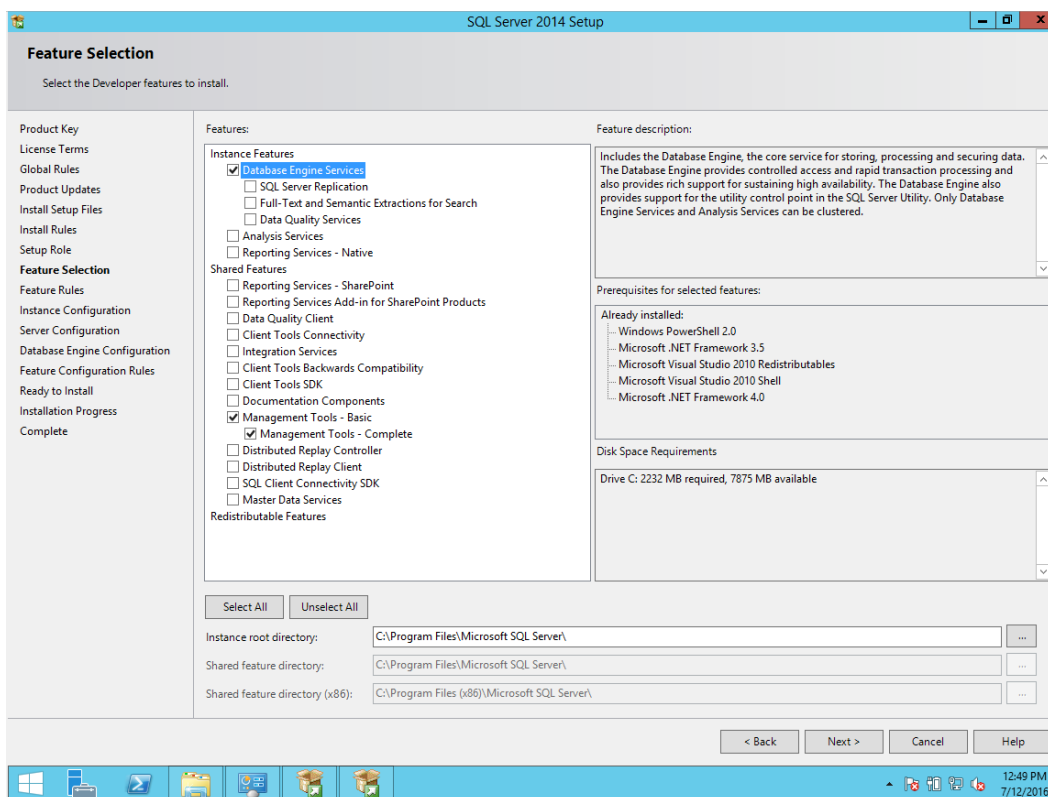 SQL Server 2014 Setup
Feature Selection
Select the Developer features to install.
Product Key
License Terms
Global Rules
Product Updates
Install Setup Files
Install Rules
Setup Role
Feature Selection
Feature Rules
Instance Configuration
Server Configuration
Database Engine Configuration
Feature Configuration Rules
Ready to Install
Installation Progress
Complete
Features:
Instance Features
Database Engine Services
SQL Server Replication
Full-Text and Semantic Extractions for Search
Data Quality Services
Analysis Services
Reporting Services - Native
Shared Features
Reporting Services - SharePoint
Reporting Services Add-in for SharePoint Products
Data Quality Client
Client Tools Connectivity
Integration Services
Client Tools Backwards Compatibility
Client Tools SDK
Documentation Components
Management Tools - Basic
Management Tools - Complete
Distributed Replay Controller
Distributed Replay Client
SQL Client Connectivity SDK
Master Data Services
Redistributable Features
Feature description:
Includes the Database Engine, the core service for storing, processing and securing data.
The Database Engine provides controlled access and rapid transaction processing and
also provides rich support for sustaining high availability. The Database Engine also
provides support for the utility control point in the SQL Server Utility. Only Database
Engine Services and Analysis Services can be clustered.
Prerequisites for selected features:
Already installed:
Windows PowerShell 2.0
Microsoft .NET Framework 3.5
Microsoft Visual Studio 2010 Redistributables
Microsoft Visual Studio 2010 Shell
Microsoft .NET Framework 4.0
Disk Space Requirements
Drive C: 2232 MB required, 7875 MB available
Select All
Unselect All
Instance root directory:
C:\Program Files\Microsoft SQL Server\
...
Shared feature directory:
C:\Program Files\Microsoft SQL Server\
...
Shared feature directory (x86):
C:\Program Files (x86)\Microsoft SQL Server\
...
< Back
Next >
Cancel
Help
12:49 PM
7/12/2016